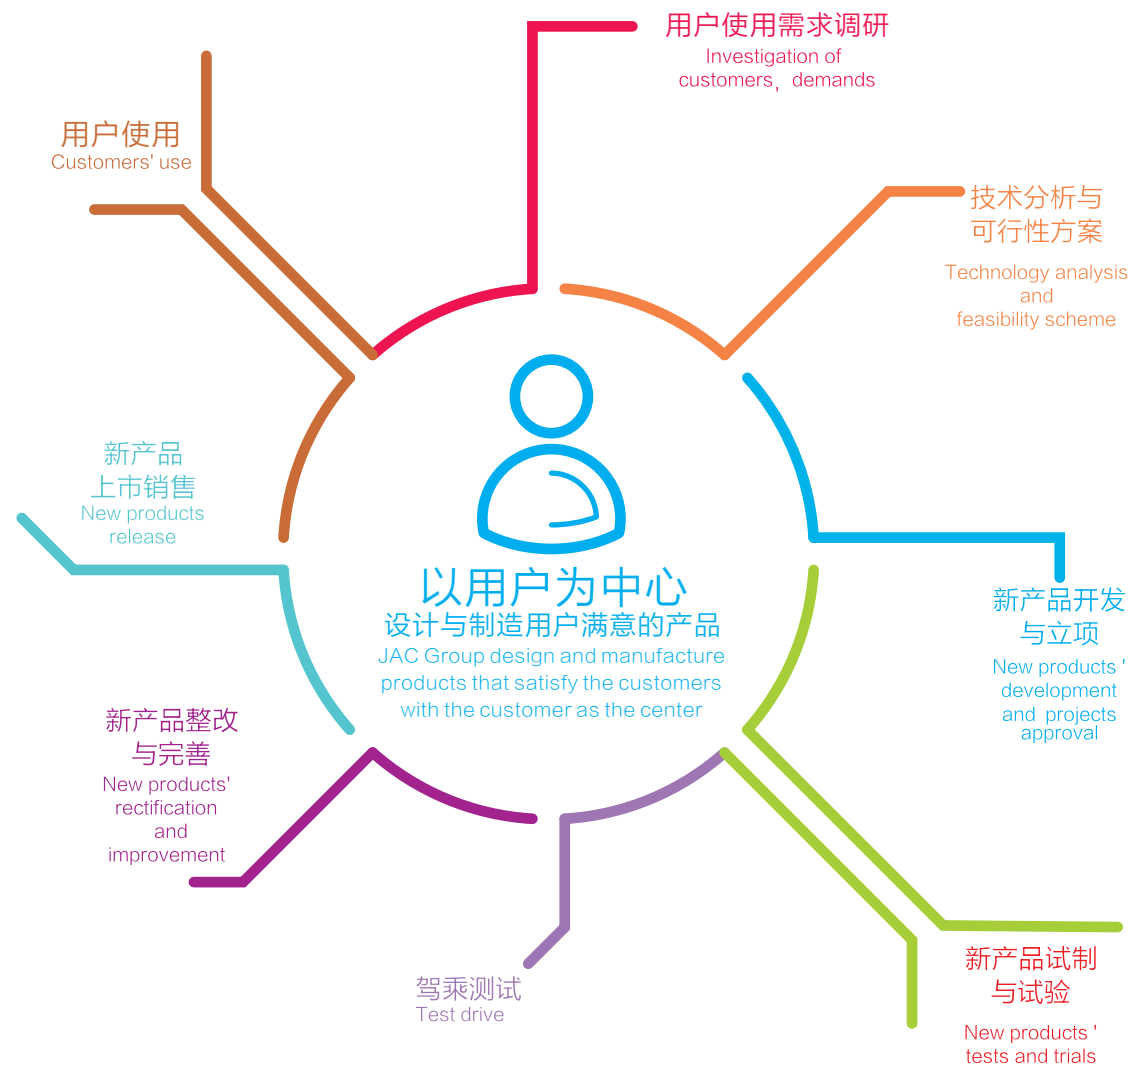 用户使用需求调研
Investigation of
customers，demands
技术分析与
可行性方案
Technology analysis
and
feasibility scheme
新产品开发
与立项
New products '
development
and projects
approval
新产品试制
与试验
New products '
tests and trials
驾乘测试
Test drive
新产品整改
与完善
New products'
rectification
and
improvement
新产品
上市销售
New products
release
用户使用
Customers' use
以用户为中心
设计与制造用户满意的产品
JAC Group design and manufacture
products that satisfy the customers
with the customer as the center